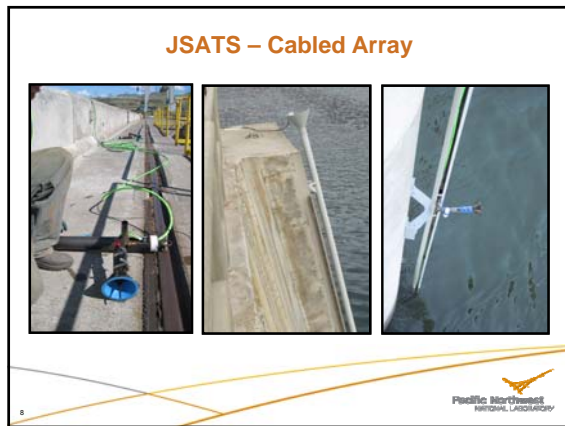 JSATS – Cabled Array
8
Pacific Northwest
NATIONAL LABORATORY